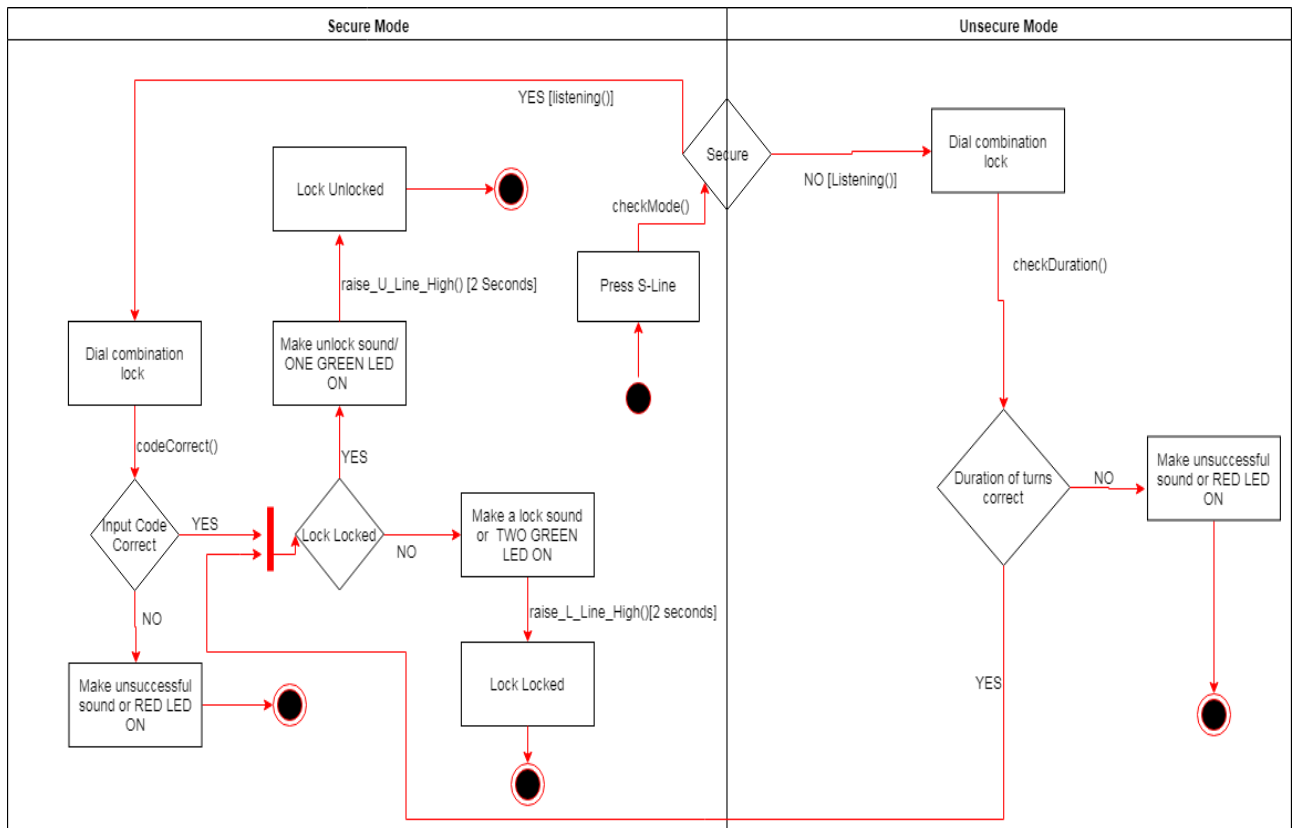 Secure Mode
Unsecure Mode
YES [listening()]
Secure
NO [Listening()]
Dial combination
lock
Lock Unlocked
checkMode()
checkDuration()
raise_U_Line_High() [2 Seconds]
Press S-Line
Dial combination
lock
Make unlock sound/
ONE GREEN LED
ON
codeCorrect()
YES
Input Code
Correct
YES
Lock Locked
NO
Make a lock sound
or TWO GREEN
LED ON
Duration of turns
correct
NO
Make unsuccessful
sound or RED LED
ON
NO
raise_L_Line_High()[2 seconds]
Make unsuccessful
sound or RED LED
ON
Lock Locked
YES